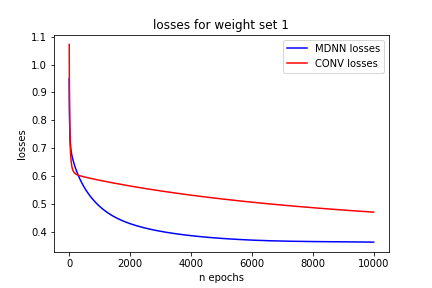 losses for weight set 1
MDNN losses
CONV losses
losses
1.1
1.0
0.9
0.8
0.7
0.6
0.5
0.4
0 2000 4000 6000 8000 10000
n epochs